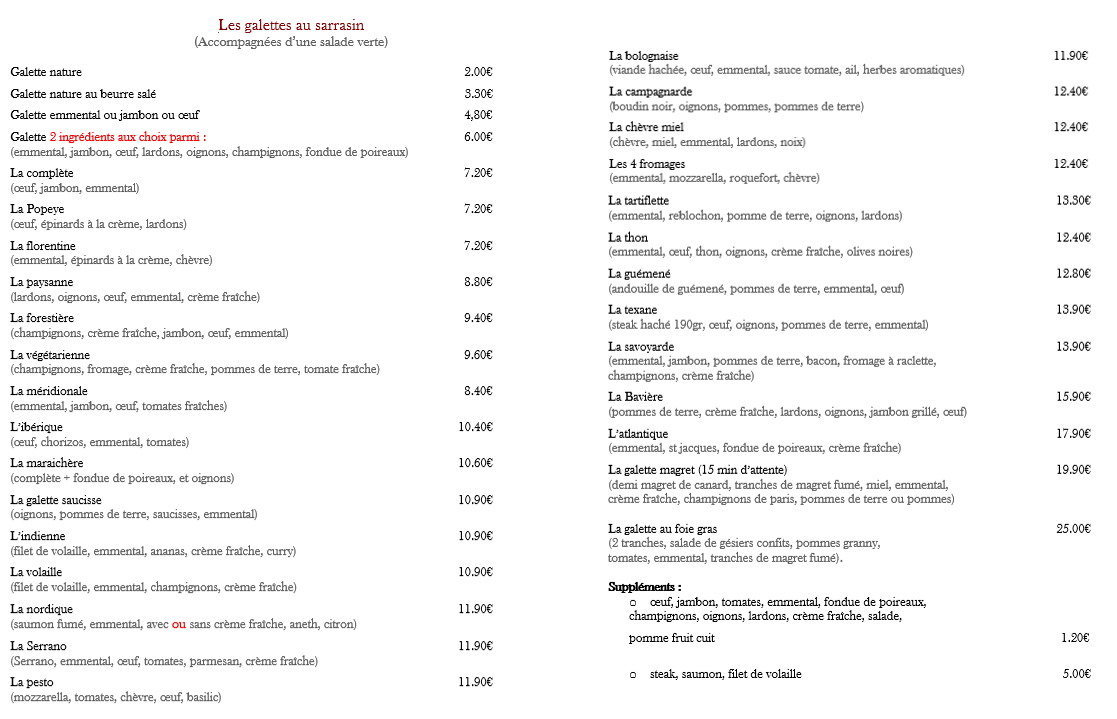 Les galettes au sarrasin
(Accompagnées d'une salade verte)
Galette nature 2.00€
Galette nature au beurre salé 3.30€
Galette emmental ou jambon ou œuf 4,80€
Galette 2 ingrédients aux choix parmi : 6.00€
(emmental, jambon, œuf, lardons, oignons, champignons, fondue de poireaux)
La complète 7.20€
(œuf, jambon, emmental)
La Popeye 7.20€
(œuf, épinards à la crème, lardons)
La florentine 7.20€
(emmental, épinards à la crème, chèvre)
La paysanne 8.80€
(lardons, oignons, œuf, emmental, crème fraîche)
La forestière 9.40€
(champignons, crème fraîche, jambon, œuf, emmental)
La végétarienne 9.60€
(champignons, fromage, crème fraîche, pommes de terre, tomate fraîche)
La méridionale 8.40€
(emmental, jambon, œuf, tomates fraîches)
L'ibérique 10.40€
(œuf, chorizos, emmental, tomates)
La maraichère 10.60€
(complète + fondue de poireaux, et oignons)
La galette saucisse 10.90€
(oignons, pommes de terre, saucisses, emmental)
L'indienne 10.90€
(filet de volaille, emmental, ananas, crème fraîche, curry)
La volaille 10.90€
(filet de volaille, emmental, champignons, crème fraîche)
La nordique 11.90€
(saumon fumé, emmental, avec ou sans crème fraîche, aneth, citron)
La Serrano 11.90€
(Serrano, emmental, œuf, tomates, parmesan, crème fraîche)
La pesto 11.90€
(mozzarella, tomates, chèvre, œuf, basilic)
La bolognaise 11.90€
(viande hachée, œuf, emmental, sauce tomate, ail, herbes aromatiques)
La campagnarde 12.40€
(boudin noir, oignons, pommes, pommes de terre)
La chèvre miel 12.40€
(chèvre, miel, emmental, lardons, noix)
Les 4 fromages 12.40€
(emmental, mozzarella, roquefort, chèvre)
La tartiflette 13.30€
(emmental, reblochon, pomme de terre, oignons, lardons)
La thon 12.40€
(emmental, œuf, thon, oignons, crème fraîche, olives noires)
La guémené 12.80€
(andouille de guémené, pommes de terre, emmental, œuf)
La texane 13.90€
(steak haché 190gr, œuf, oignons, pommes de terre, emmental)
La savoyarde 13.90€
(emmental, jambon, pommes de terre, bacon, fromage à raclette,
champignons, crème fraîche)
La Bavière 15.90€
(pommes de terre, crème fraîche, lardons, oignons, jambon grillé, œuf)
L'atlantique 17.90€
(emmental, st jacques, fondue de poireaux, crème fraîche)
La galette magret (15 min d'attente) 19.90€
(demi magret de canard, tranches de magret fumé, miel, emmental,
crème fraîche, champignons de paris, pommes de terre ou pommes)
La galette au foie gras 25.00€
(2 tranches, salade de gésiers confits, pommes granny,
tomates, emmental, tranches de magret fumé).
Suppléments :
o œuf, jambon, tomates, emmental, fondue de poireaux,
champignons, oignons, lardons, crème fraîche, salade,
pomme fruit cuit 1.20€
o steak, saumon, filet de volaille 5.00€